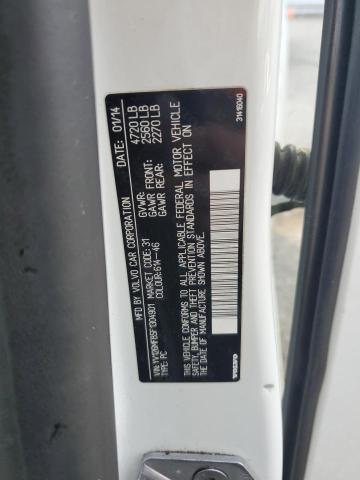 MFD BY VOLVO CAR CORPORATION 01/14
GVWR: 4720 LB
GAWR FRONT: 2560 LB
GAWR REAR: 2270 LB
VIN: MARKET CODE: 31
TYPE: PC COLOUR: 614-46
THIS VEHICLE CONFORMS TO ALL APPLICABLE FEDERAL MOTOR VEHICLE
SAFETY, BUMPER AND THEFT PREVENTION STANDARDS IN EFFECT ON
THE DATE OF MANUFACTURE SHOWN ABOVE.
VOLVO 31416040